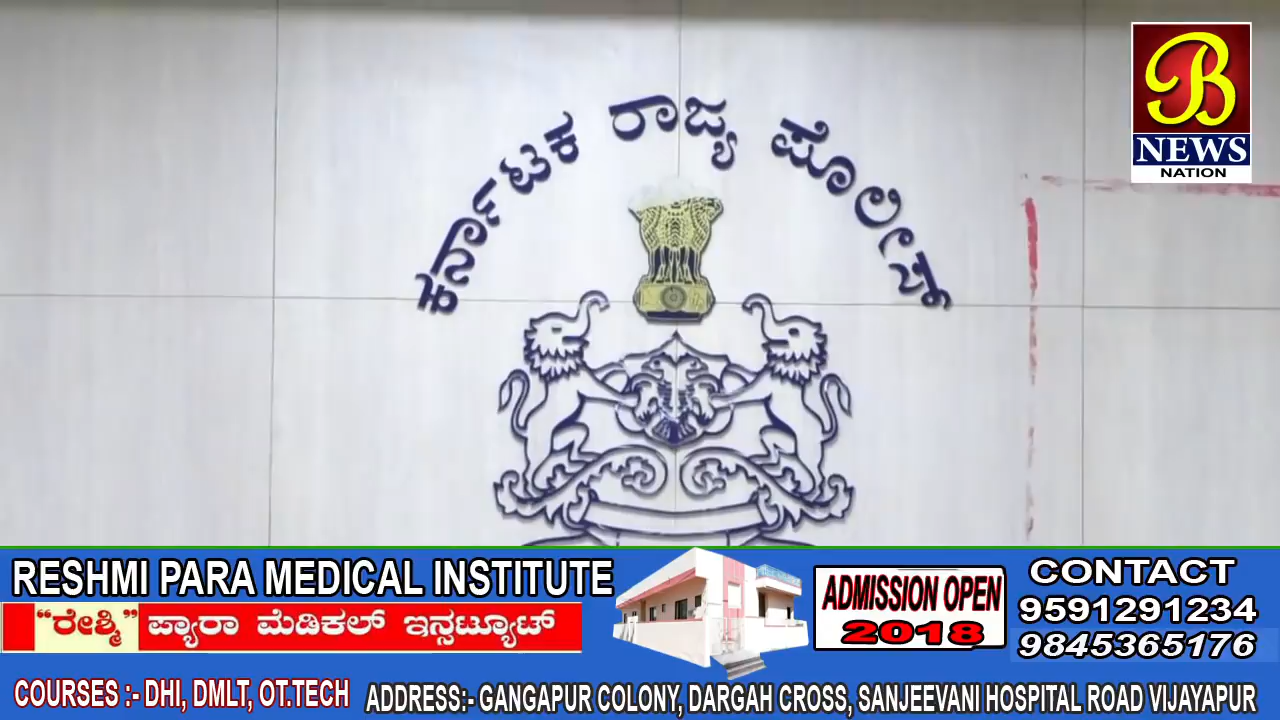 ಕರ್ನಾಟಕ ರಾಜ್ಯ ಪೊಲೀಸ್
B
NEWS
NATION
RESHMI PARA MEDICAL INSTITUTE
“ರೇಶ್ಮಿ” ಪ್ಯಾರಾ ಮೆಡಿಕಲ್ ಇನ್ಸಟ್ಯೂಟ್
ADMISSION OPEN
2018
CONTACT
9591291234
9845365176
COURSES :- DHI, DMLT, OT.TECH
ADDRESS:- GANGAPUR COLONY, DARGAH CROSS, SANJEEVANI HOSPITAL ROAD VIJAYAPUR